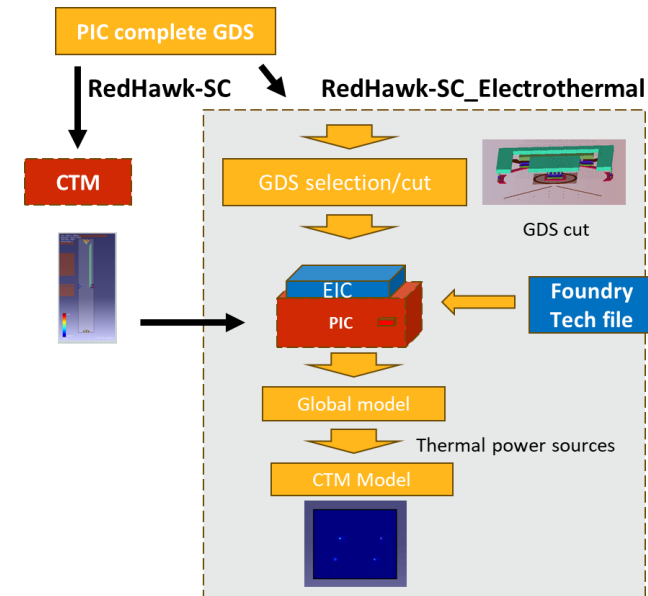 PIC complete GDS
RedHawk-SC
RedHawk-SC_Electrothermal
CTM
GDS selection/cut
GDS cut
EIC
PIC
Foundry
Tech file
Global model
Thermal power sources
CTM Model